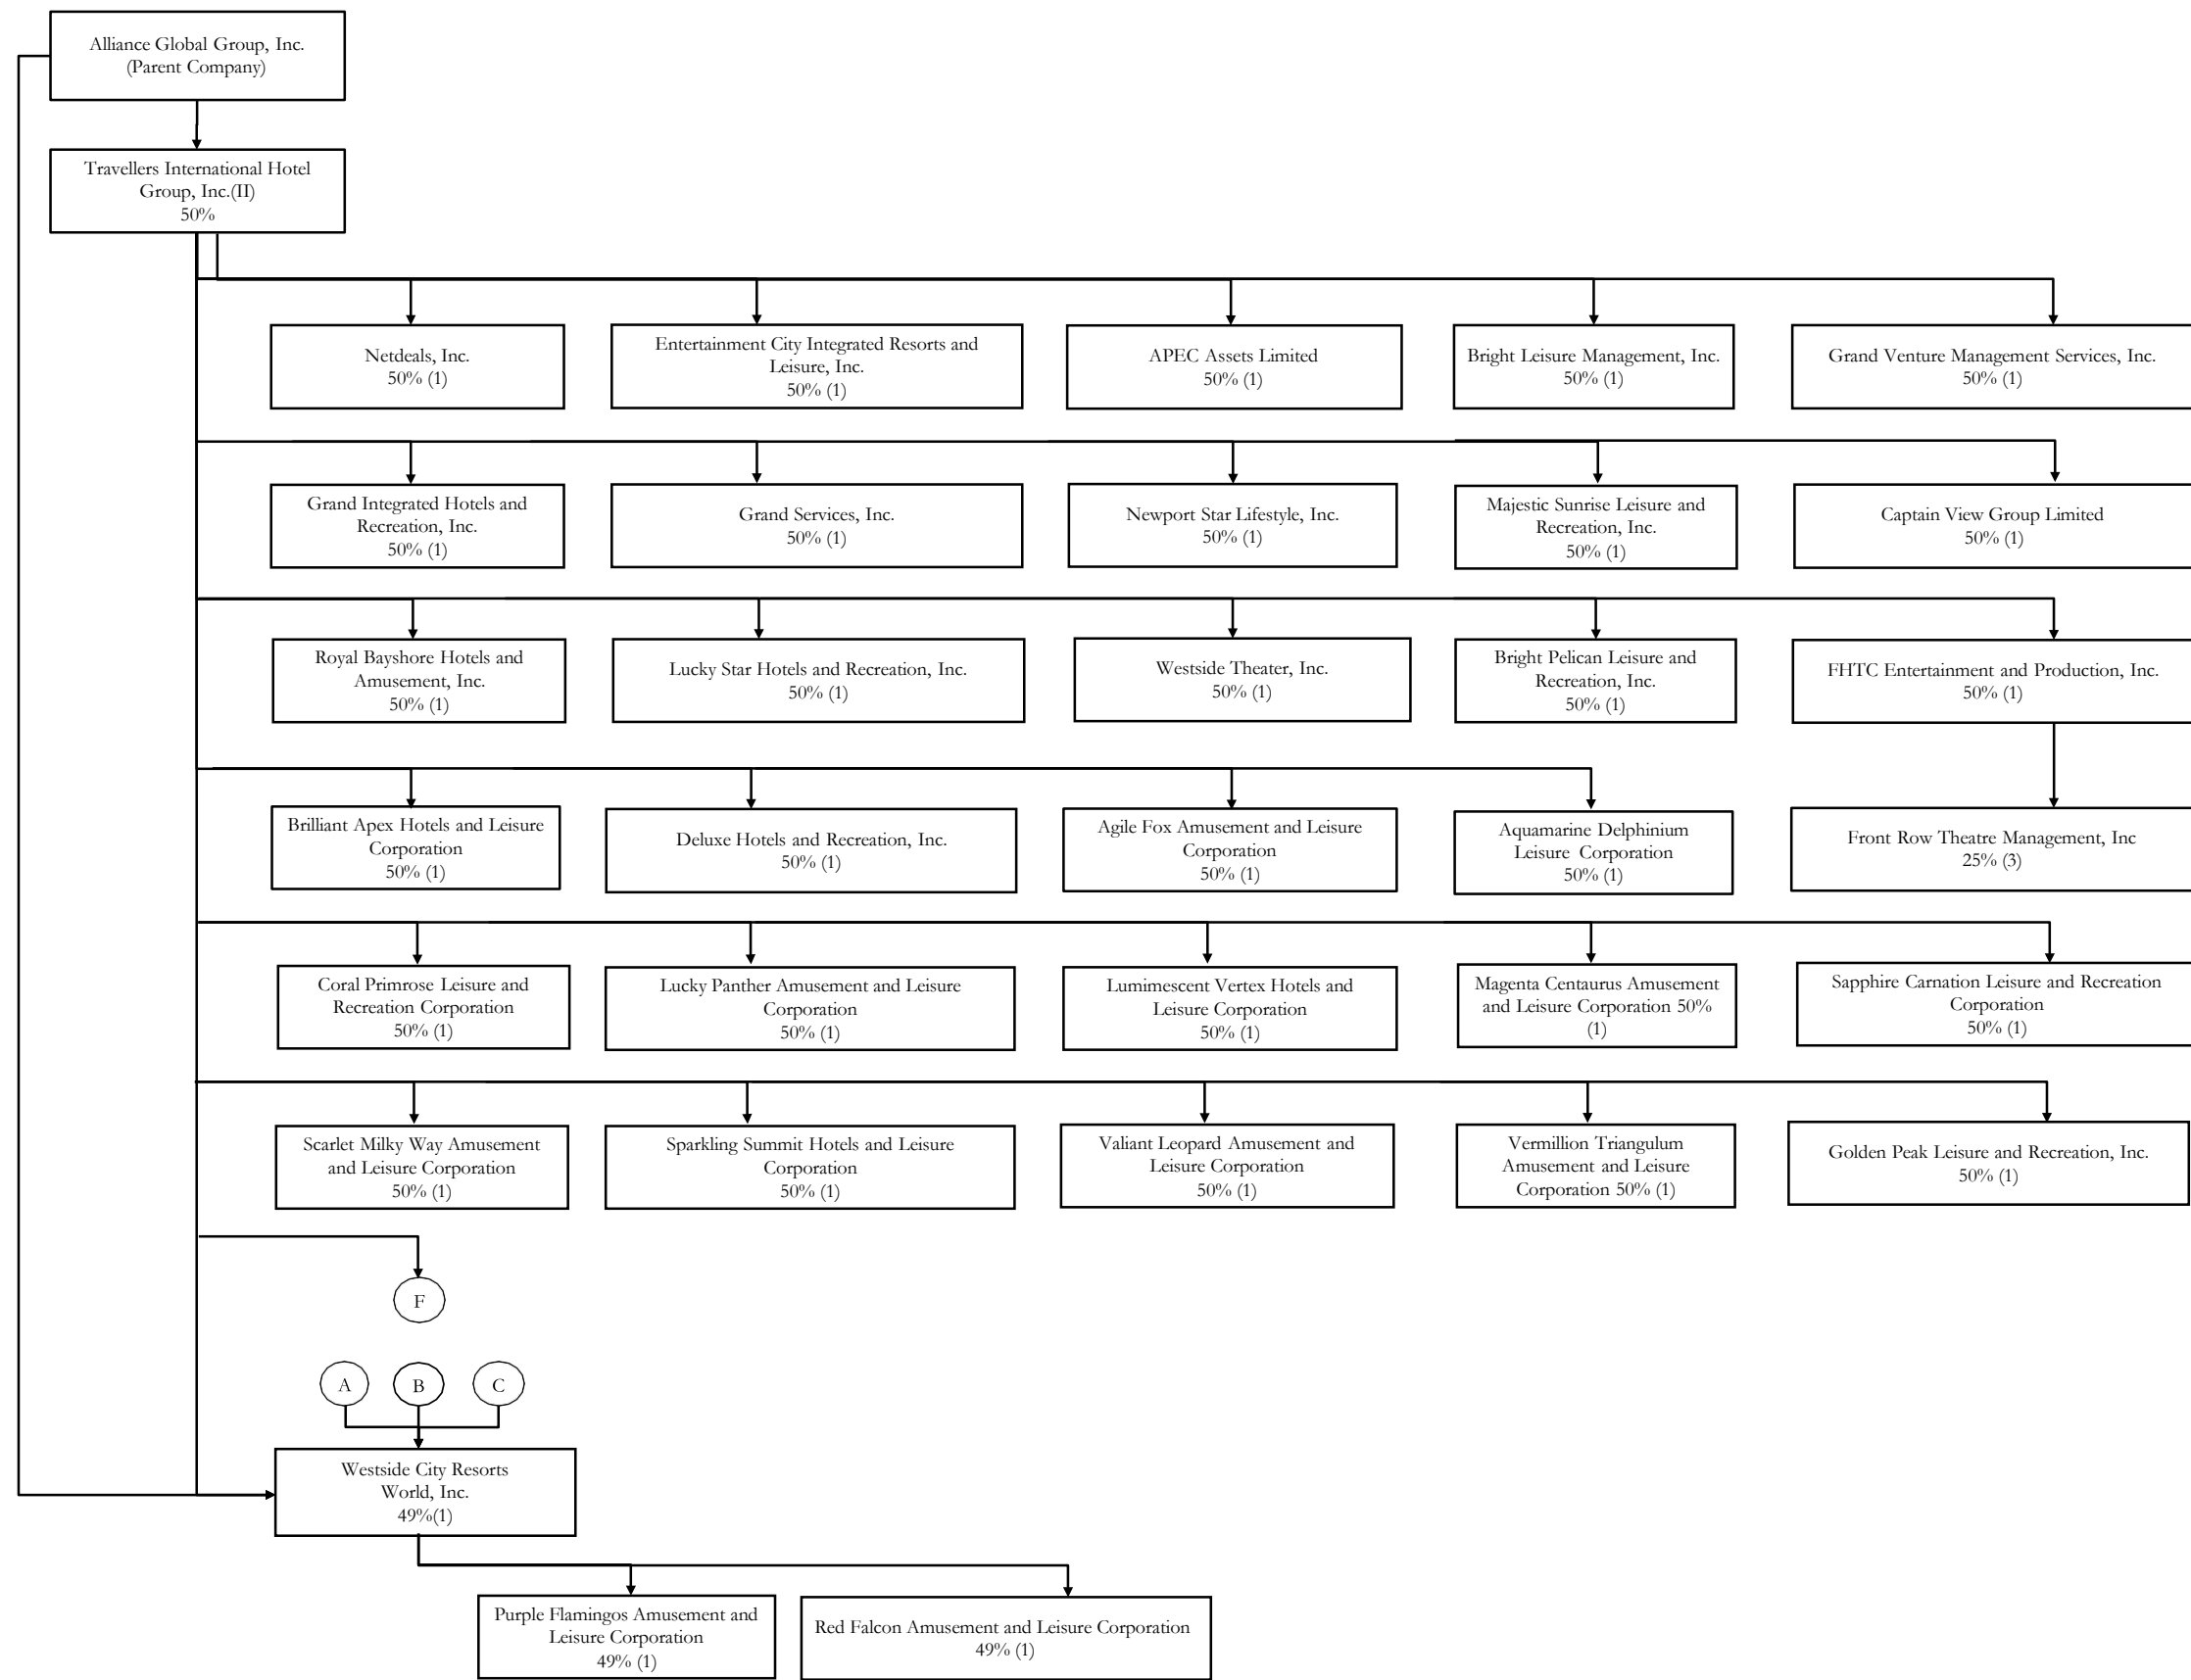 Alliance Global Group, Inc.
(Parent Company)
Travellers International Hotel
Group, Inc.(II)
50%
Netdeals, Inc.
50% (1)
Entertainment City Integrated Resorts and
Leisure, Inc.
50% (1)
APEC Assets Limited
50% (1)
Bright Leisure Management, Inc.
50% (1)
Grand Venture Management Services, Inc.
50% (1)
Grand Integrated Hotels and
Recreation, Inc.
50% (1)
Grand Services, Inc.
50% (1)
Newport Star Lifestyle, Inc.
50% (1)
Majestic Sunrise Leisure and
Recreation, Inc.
50% (1)
Captain View Group Limited
50% (1)
Royal Bayshore Hotels and
Amusement, Inc.
50% (1)
Lucky Star Hotels and Recreation, Inc.
50% (1)
Westside Theater, Inc.
50% (1)
Bright Pelican Leisure and
Recreation, Inc.
50% (1)
FHTC Entertainment and Production, Inc.
50% (1)
Brilliant Apex Hotels and Leisure
Corporation
50% (1)
Deluxe Hotels and Recreation, Inc.
50% (1)
Agile Fox Amusement and Leisure
Corporation
50% (1)
Aquamarine Delphinium
Leisure Corporation
50% (1)
Front Row Theatre Management, Inc
25% (3)
Coral Primrose Leisure and
Recreation Corporation
50% (1)
Lucky Panther Amusement and Leisure
Corporation
50% (1)
Lumimescent Vertex Hotels and
Leisure Corporation
50% (1)
Magenta Centaurus Amusement
and Leisure Corporation 50%
(1)
Sapphire Carnation Leisure and Recreation
Corporation
50% (1)
Scarlet Milky Way Amusement
and Leisure Corporation
50% (1)
Sparkling Summit Hotels and Leisure
Corporation
50% (1)
Valiant Leopard Amusement and
Leisure Corporation
50% (1)
Vermillion Triangulum
Amusement and Leisure
Corporation 50% (1)
Golden Peak Leisure and Recreation, Inc.
50% (1)
F
A
B
C
Westside City Resorts
World, Inc.
49%(1)
Purple Flamingos Amusement and
Leisure Corporation
49% (1)
Red Falcon Amusement and Leisure Corporation
49% (1)